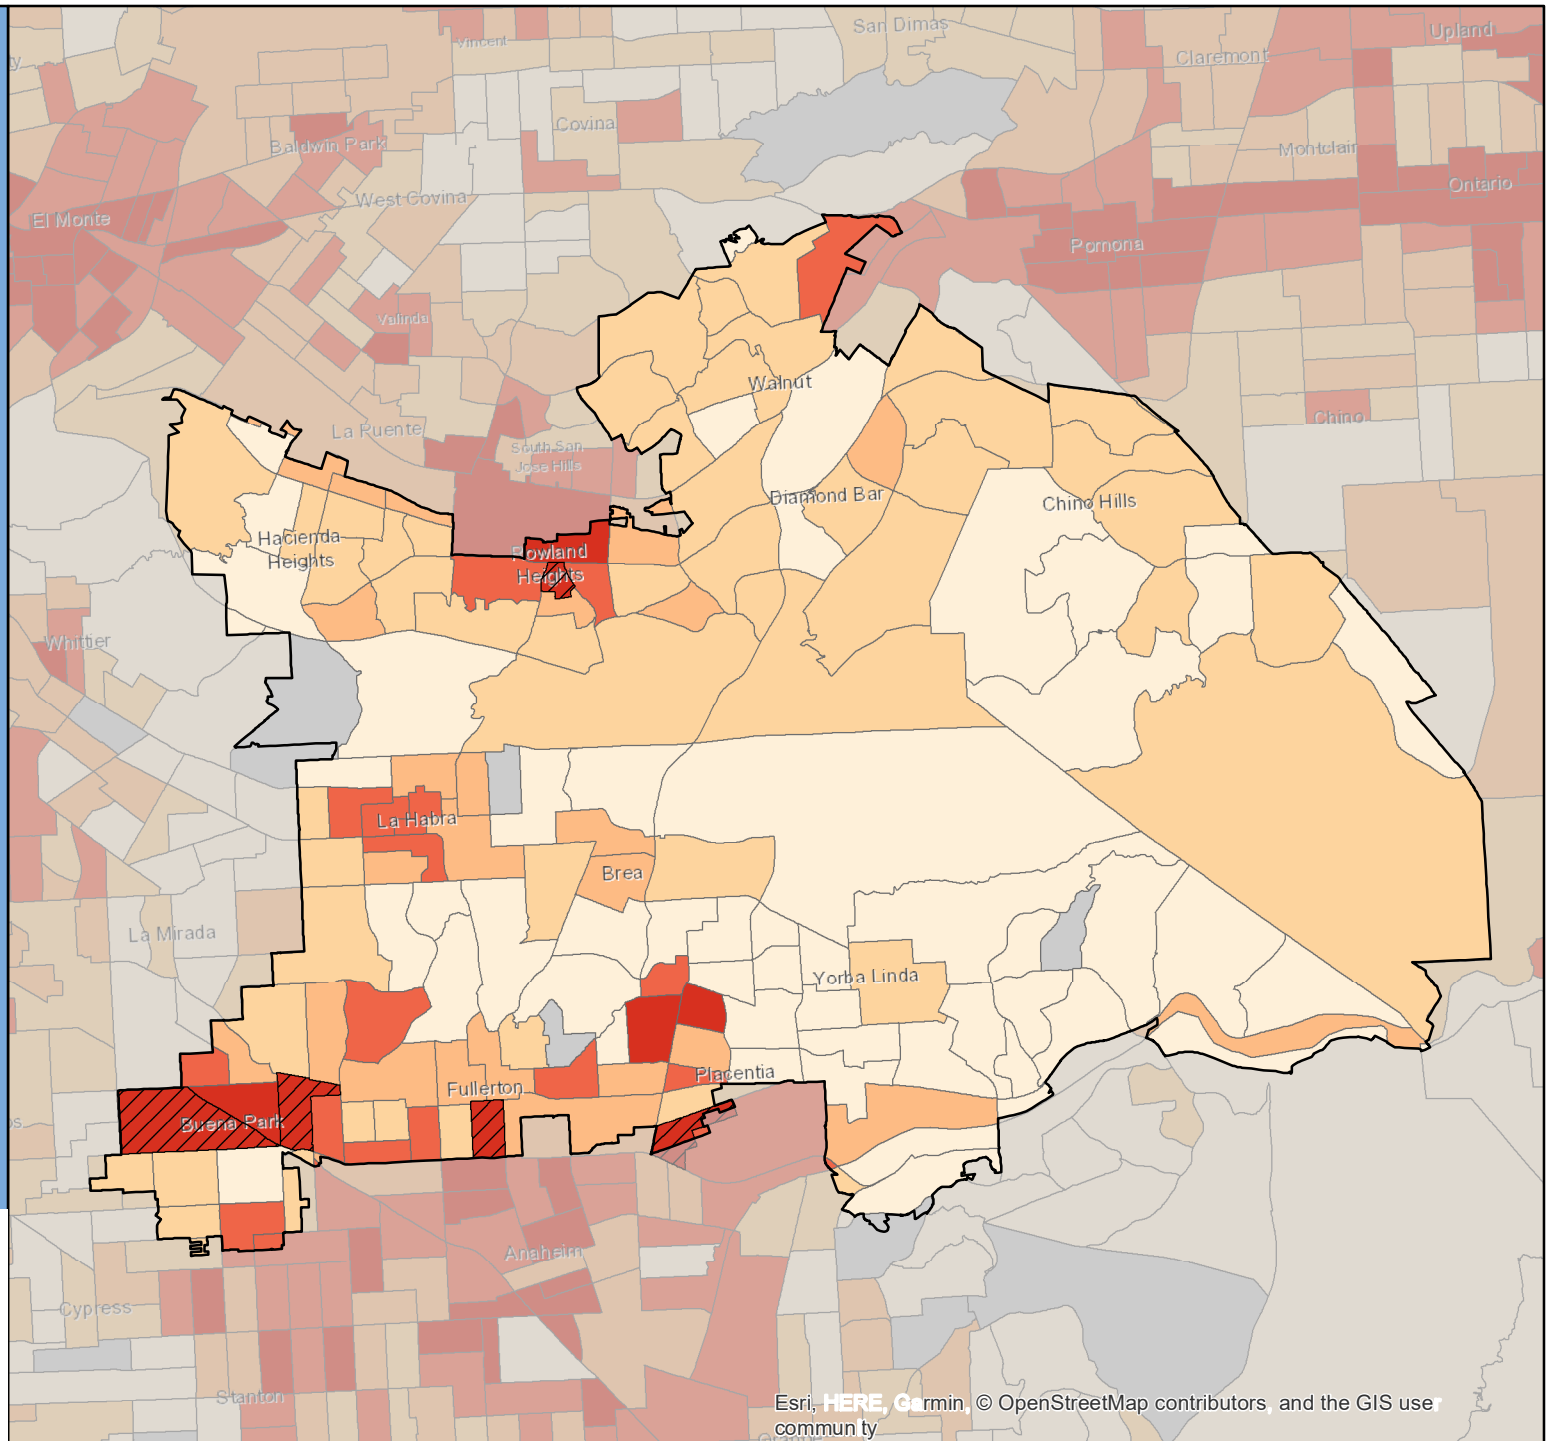 San Dimas
Upland
Vincent
Claremont
ty
Covina
Baldwin Park
Montclair
Ontario
West Covina
El Monte
Pomona
Valinda
Walnut
Chino
La Puente
South San
Jose Hills
Diamond Bar
Chino Hills
Hacienda
Heights
Rowland
Heights
Whittier
La Habra
Brea
La Mirada
Yorba Linda
Placentia
Fullerton
Buena Park
os
Anaheim
Cypress
Stanton
Esri, HERE, Garmin, © OpenStreetMap contributors, and the GIS user
community
Orange